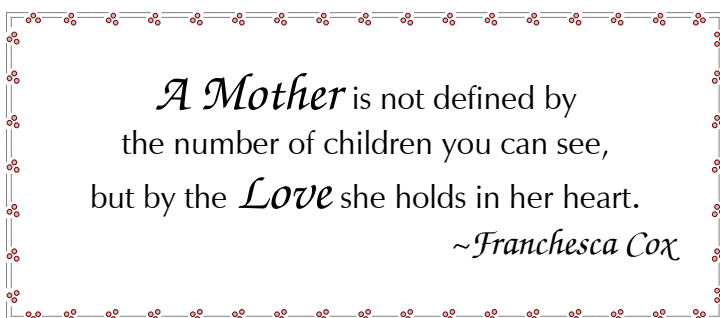 A Mother is not defined by
the number of children you can see,
but by the Love she holds in her heart.
~Franchesca Cox